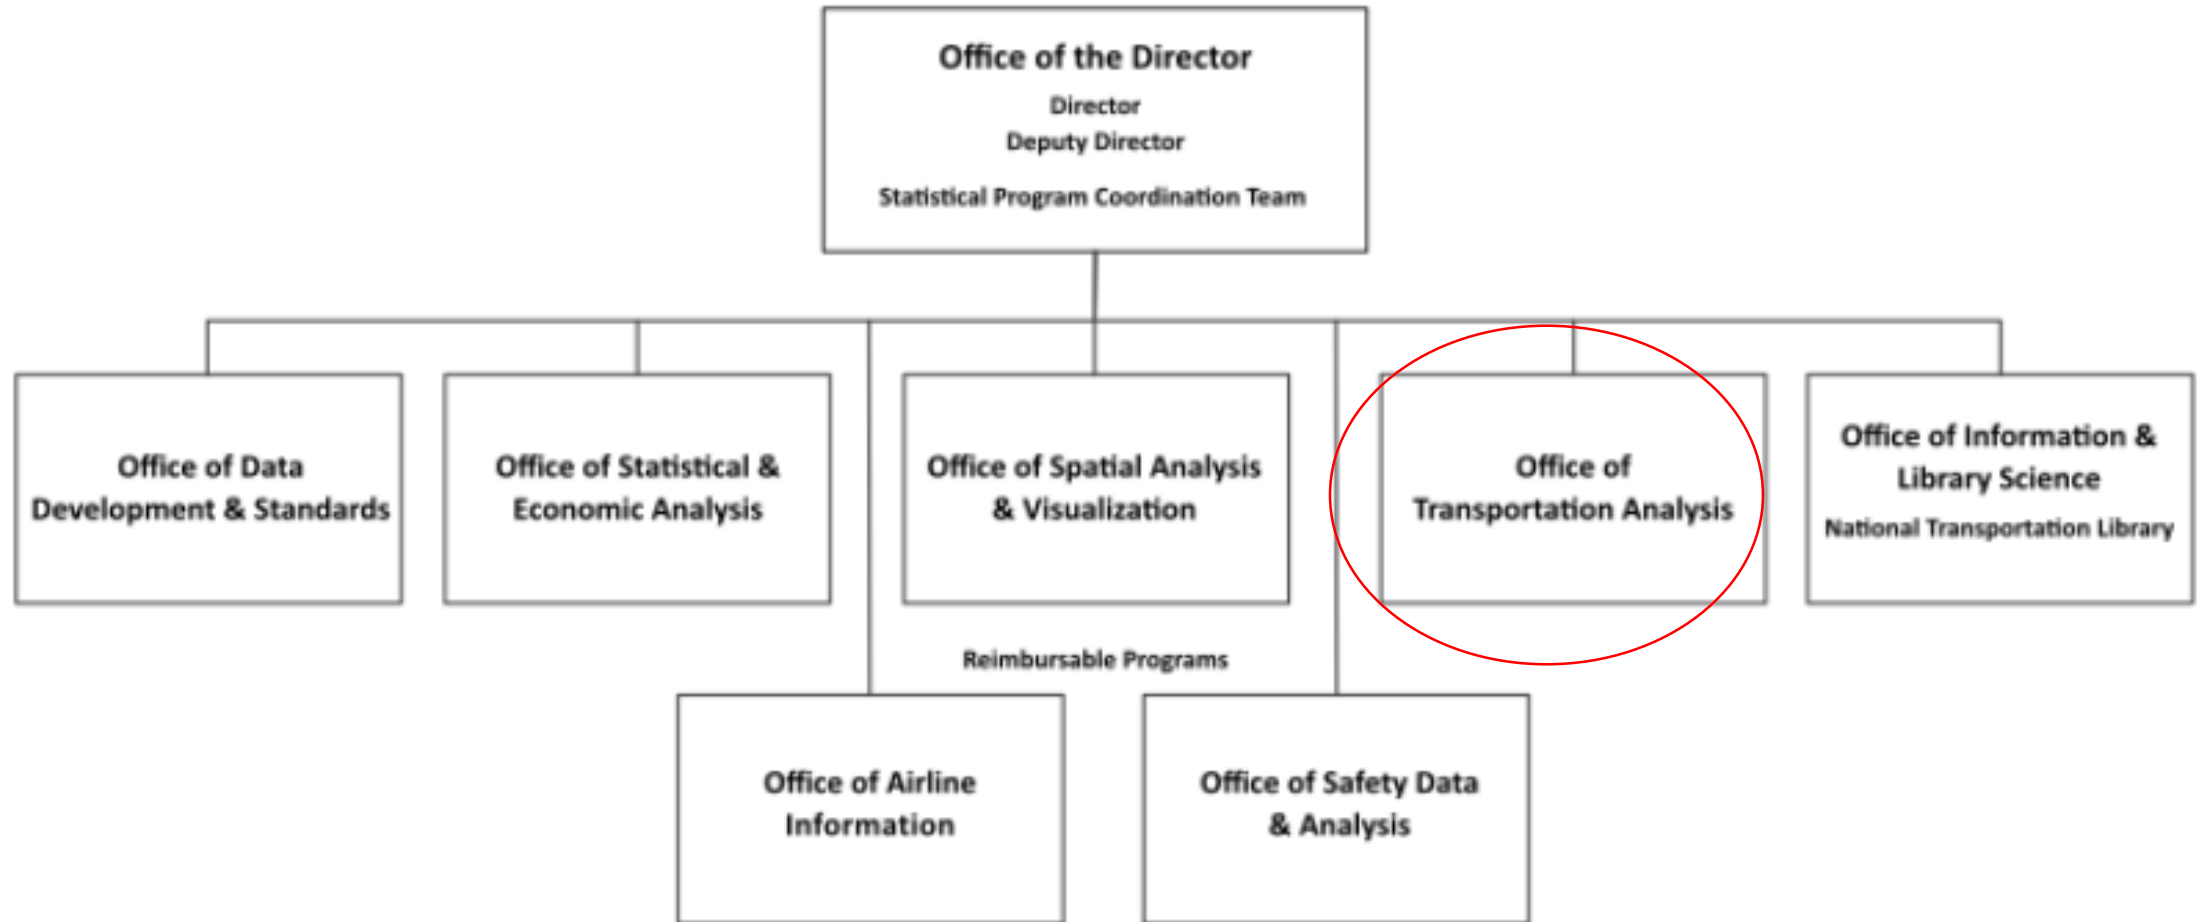 Office of the Director
Director
Deputy Director
Statistical Program Coordination Team
Office of Data
Development & Standards
Office of Statistical &
Economic Analysis
Office of Spatial Analysis
& Visualization
Office of
Transportation Analysis
Office of Information &
Library Science
National Transportation Library
Reimbursable Programs
Office of Airline
Information
Office of Safety Data
& Analysis